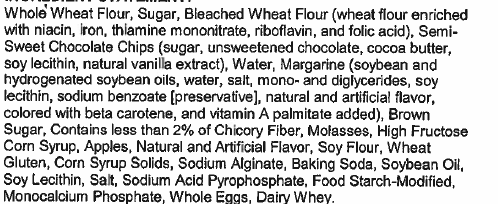 Whole Wheat Flour, Sugar, Bleached Wheat Flour (wheat flour enriched
with niacin, iron, thiamine mononitrate, riboflavin, and folic acid), Semi-
Sweet Chocolate Chips (sugar, unsweetened chocolate, cocoa butter,
soy lecithin, natural vanilla extract), Water, Margarine (soybean and
hydrogenated soybean oils, water, salt, mono- and diglycerides, soy
lecithin, sodium benzoate [preservative], natural and artificial flavor,
colored with beta carotene, and vitamin A palmitate added), Brown
Sugar, Contains less than 2% of Chicory Fiber, Molasses, High Fructose
Corn Syrup, Apples, Natural and Artificial Flavor, Soy Flour, Wheat
Gluten, Corn Syrup Solids, Sodium Alginate, Baking Soda, Soybean Oil,
Soy Lecithin, Salt, Sodium Acid Pyrophosphate, Food Starch-Modified,
Monocalcium Phosphate, Whole Eggs, Dairy Whey.